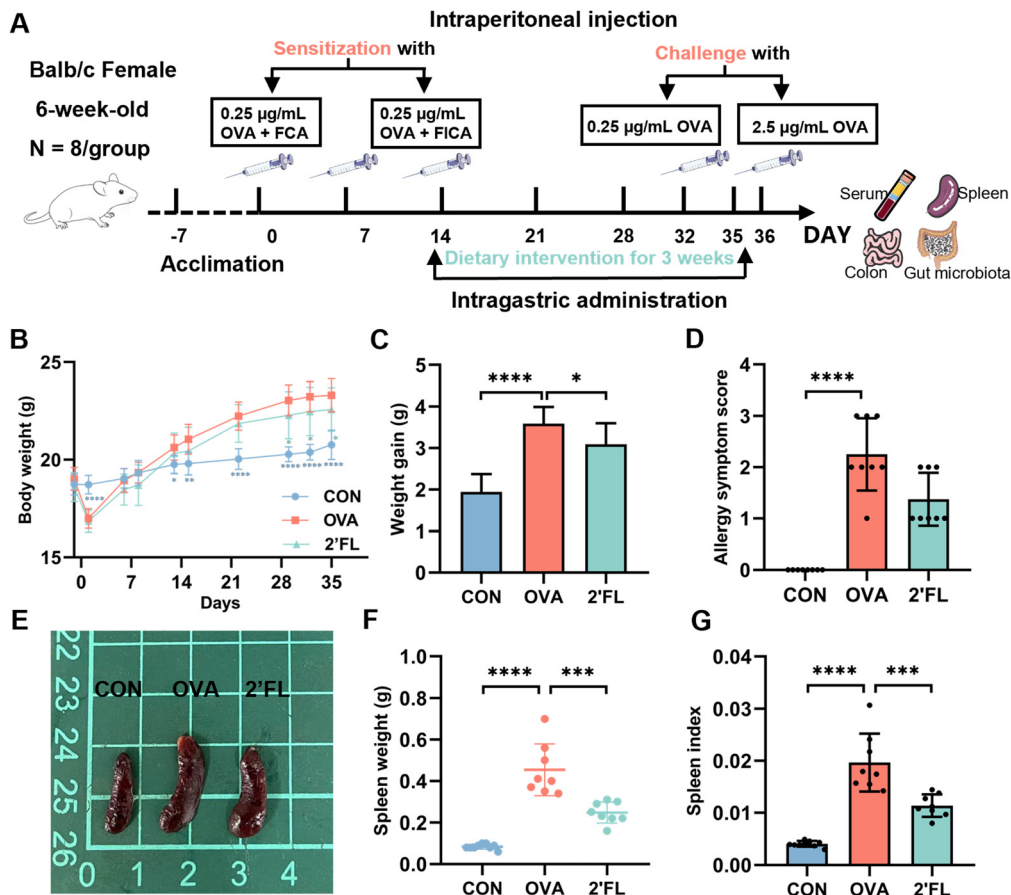 A
Intraperitoneal injection
Sensitization with
Challenge with
Balb/c Female
6-week-old
N = 8/group
0.25 µg/mL
OVA + FCA
0.25 µg/mL
OVA + FICA
0.25 µg/mL OVA
2.5 µg/mL OVA
Serum
Spleen
Colon
Gut microbiota
-7 0 7 14 21 28 32 35 36 DAY
Acclimation
Dietary intervention for 3 weeks
Intragastric administration
B
Body weight (g)
25
20
15
0 7 14 21 28 35
Days
CON
OVA
2'FL
**** * ** **** **** **** ****
* * *
C
Weight gain (g)
5
4
3
2
1
0
**** *
CON OVA 2'FL
D
Allergy symptom score
4
3
2
1
0
****
CON OVA 2'FL
E
22
23
24
25
26
CON OVA 2'FL
0 1 2 3 4
F
Spleen weight (g)
1.0
0.8
0.6
0.4
0.2
0.0
**** ***
CON OVA 2'FL
G
Spleen index
0.04
0.03
0.02
0.01
0.00
**** ***
CON OVA 2'FL